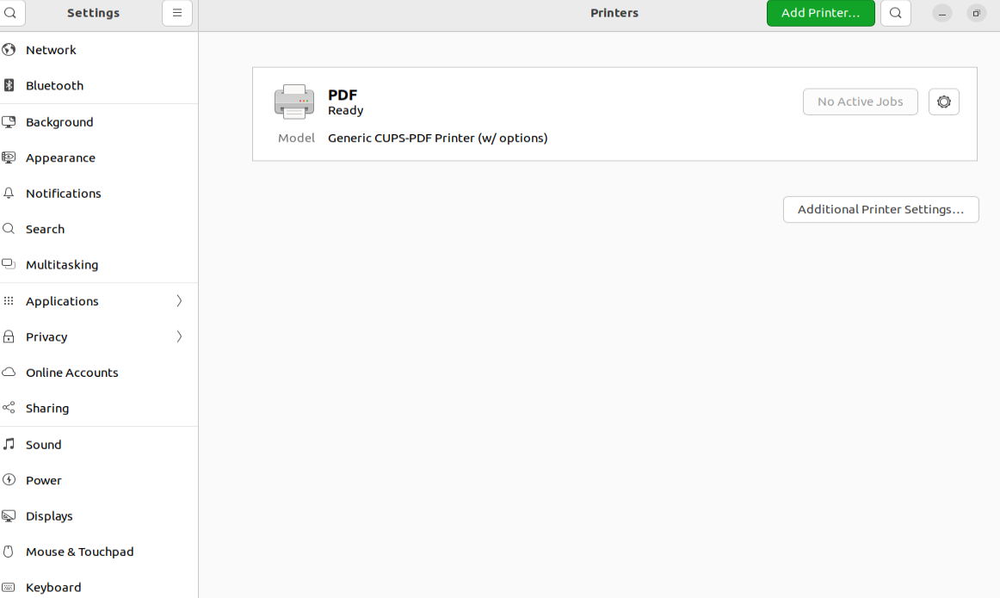 Settings
Printers
Add Printer...
Network
Bluetooth
Background
Appearance
Notifications
Search
Multitasking
Applications
Privacy
Online Accounts
Sharing
Sound
Power
Displays
Mouse & Touchpad
Keyboard
PDF
Ready
No Active Jobs
Model Generic CUPS-PDF Printer (w/ options)
Additional Printer Settings...